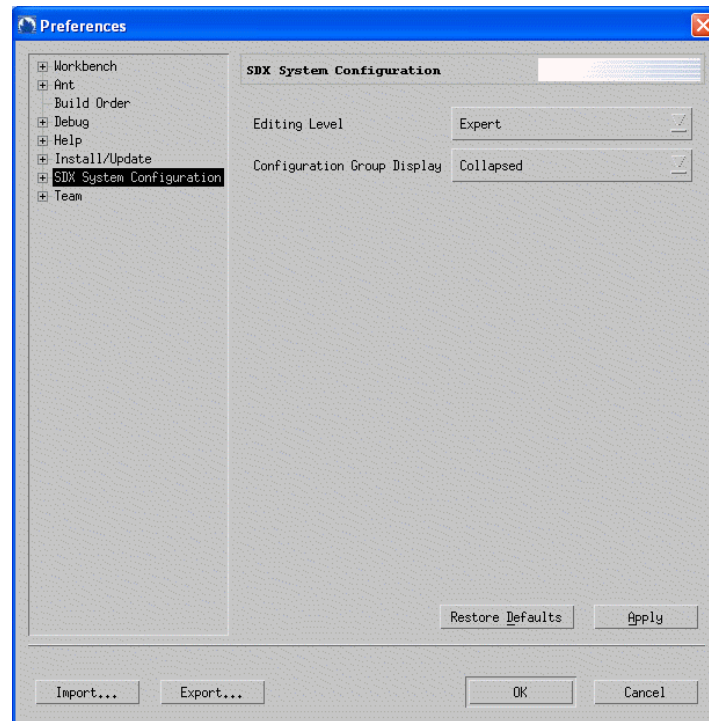 Preferences
Workbench
Ant
Build Order
Debug
Help
Install/Update
SDX System Configuration
Team
SDX System Configuration
Editing Level Expert
Configuration Group Display Collapsed
Restore Defaults Apply
Import... Export... OK Cancel